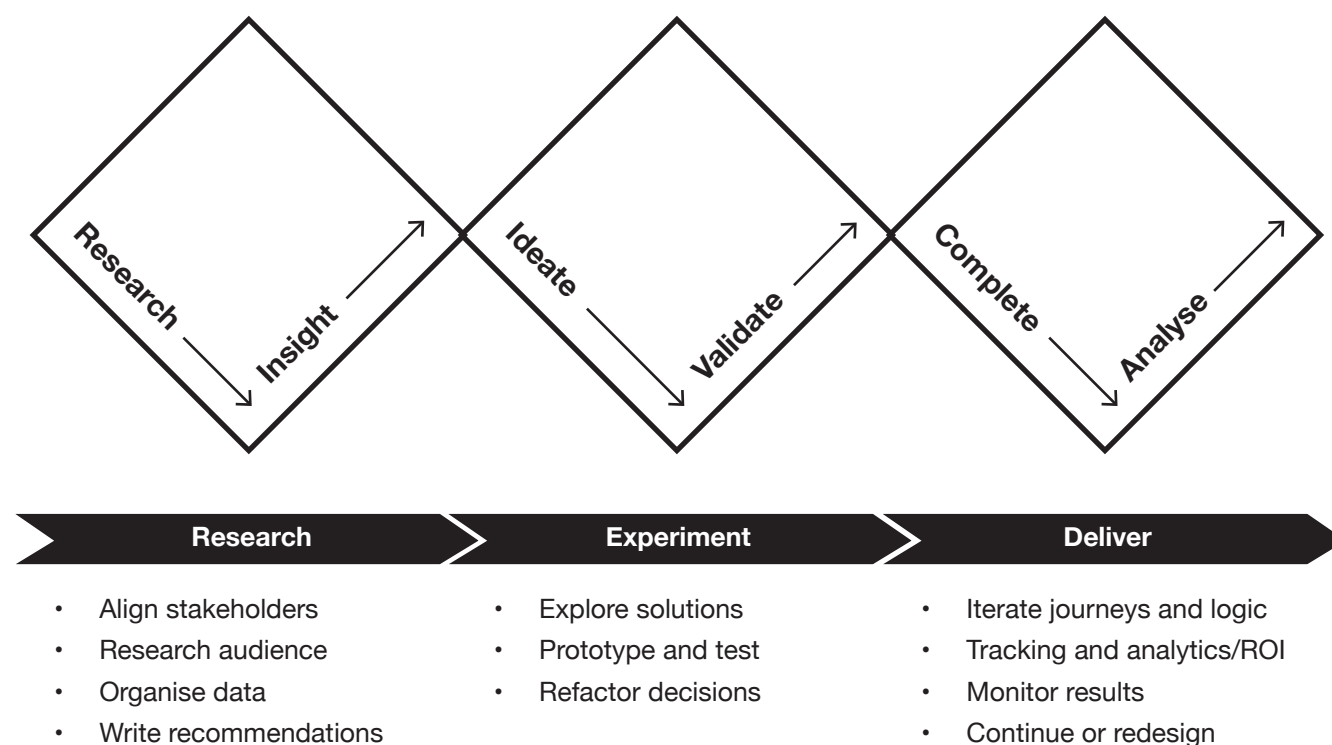 Research
Insight
Ideate
Validate
Complete
Analyse
Research
Experiment
Deliver
• Align stakeholders
• Research audience
• Organise data
• Write recommendations
• Explore solutions
• Prototype and test
• Refactor decisions
• Iterate journeys and logic
• Tracking and analytics/ROI
• Monitor results
• Continue or redesign